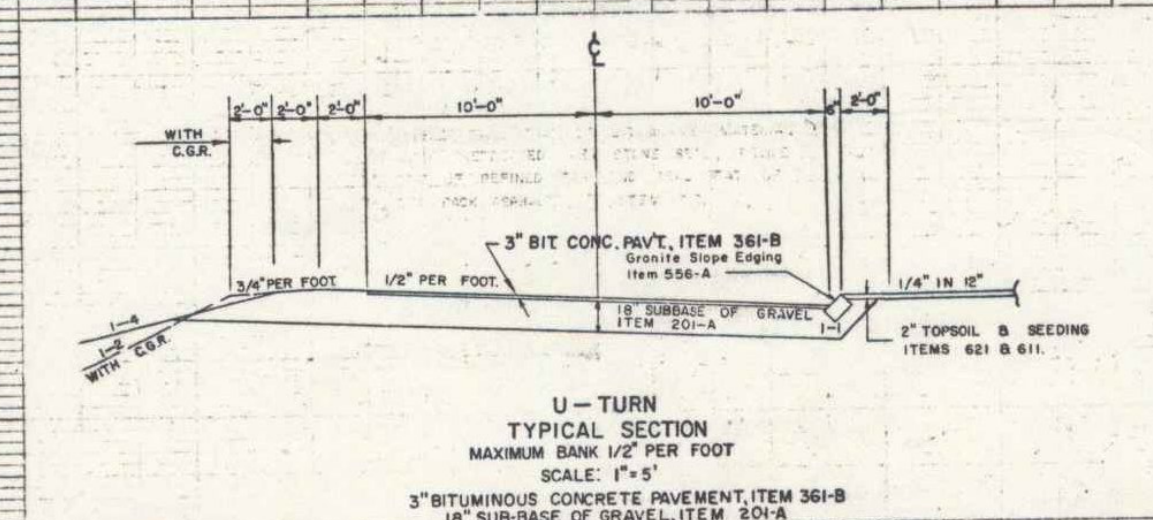 ℄
2'-0" 2'-0" 2'-0" 10'-0" 10'-0" 6" 2'-0"
WITH
C.G.R.
3" BIT. CONC. PAV'T., ITEM 361-B
Granite Slope Edging
Item 556-A
3/4" PER FOOT. 1/2" PER FOOT. 1/4" IN 12"
18" SUBBASE OF GRAVEL
ITEM 201-A
1-1
2" TOPSOIL & SEEDING
ITEMS 621 & 611.
1-4
1-2
WITH C.G.R.
U-TURN
TYPICAL SECTION
MAXIMUM BANK 1/2" PER FOOT
SCALE: 1"=5'
3" BITUMINOUS CONCRETE PAVEMENT, ITEM 361-B
18" SUB-BASE OF GRAVEL, ITEM 201-A